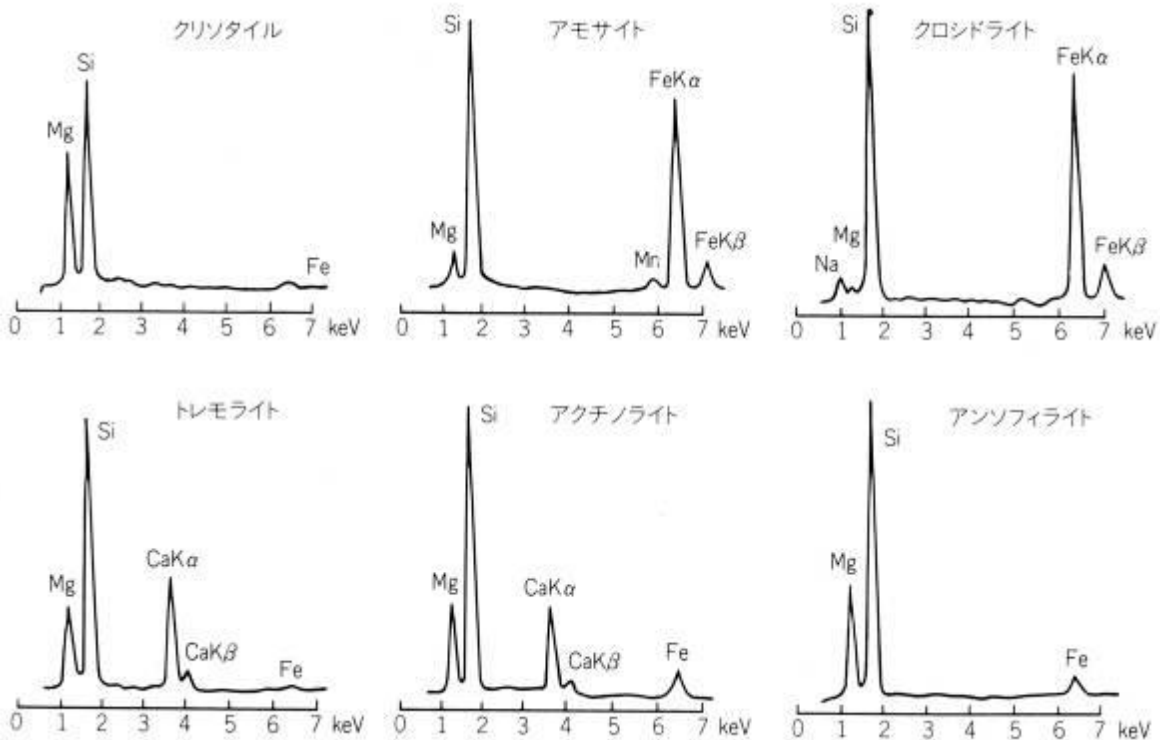 クリソタイル
Si
Mg
Fe
0 1 2 3 4 5 6 7 keV
アモサイト
Si
FeKα
Mg
Mn
FeKβ
0 1 2 3 4 5 6 7 keV
クロシドライト
Si
FeKα
Mg
Na
FeKβ
0 1 2 3 4 5 6 7 keV
トレモライト
Si
CaKα
Mg
CaKβ
Fe
0 1 2 3 4 5 6 7 keV
アクチノライト
Si
Mg
CaKα
CaKβ
Fe
0 1 2 3 4 5 6 7 keV
アンソフィライト
Si
Mg
Fe
0 1 2 3 4 5 6 7 keV